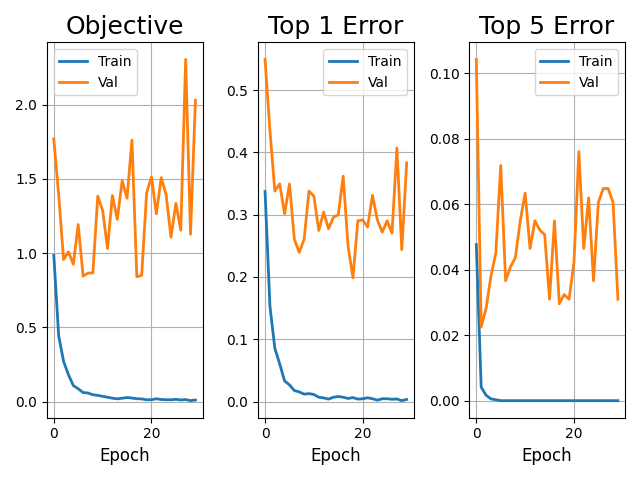 Objective
Train
Val
2.0
1.5
1.0
0.5
0.0
0
20
Epoch
Top 1 Error
Train
Val
0.5
0.4
0.3
0.2
0.1
0.0
0
20
Epoch
Top 5 Error
Train
Val
0.10
0.08
0.06
0.04
0.02
0.00
0
20
Epoch